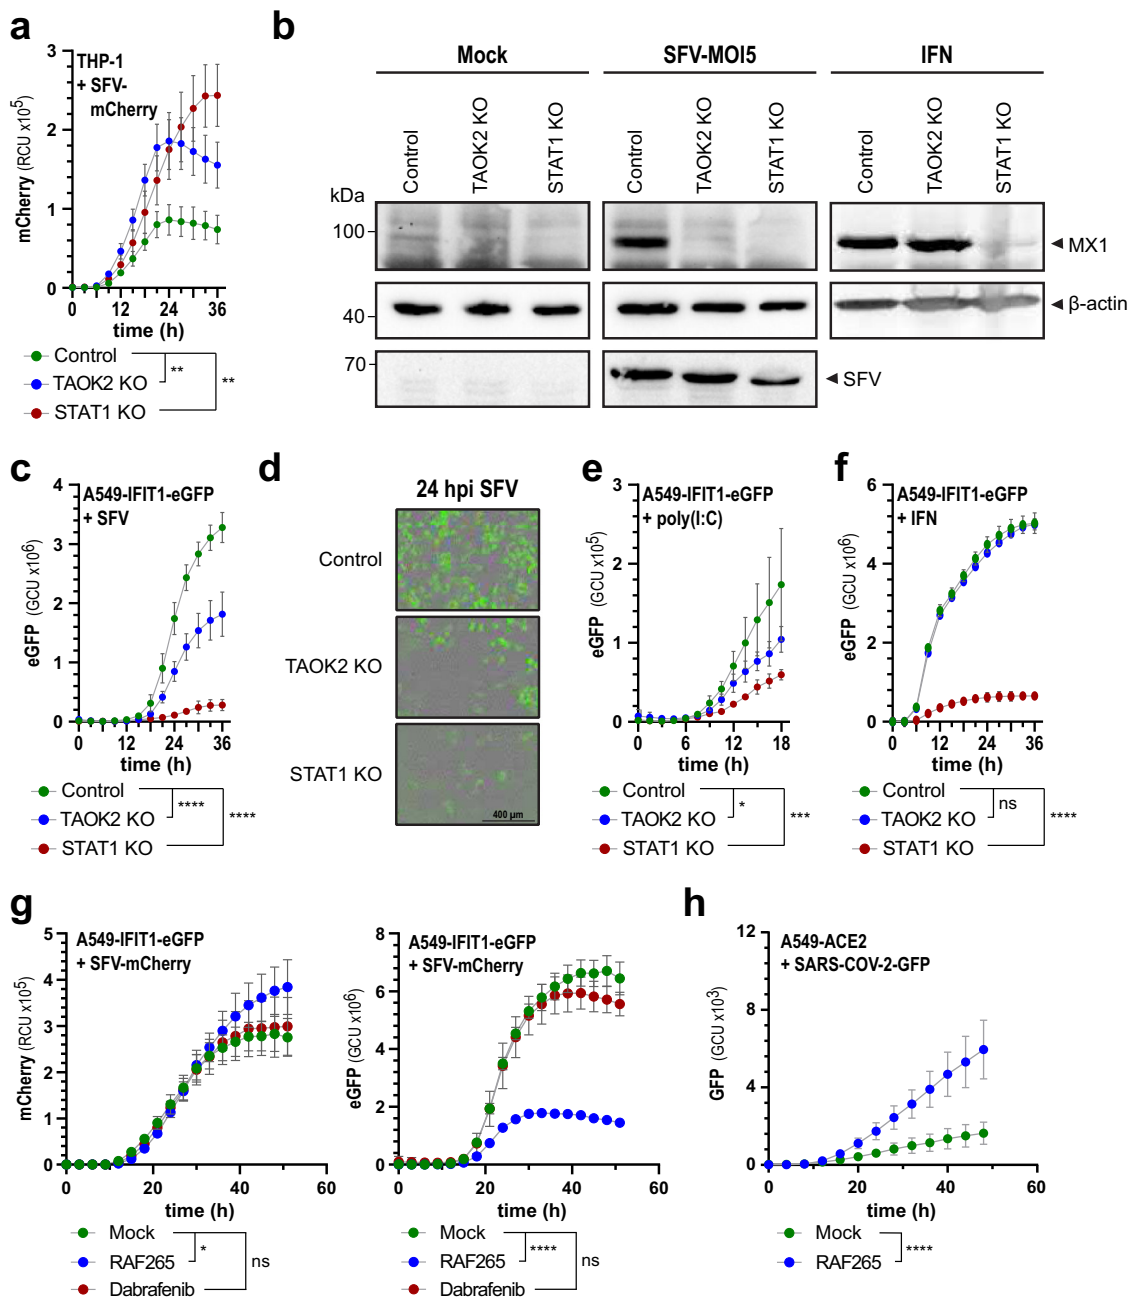 a
THP-1
+ SFV-
mCherry
mCherry (RCU x10⁵)
3
2
1
0
0 12 24 36
time (h)
Control
TAOK2 KO
STAT1 KO
**
**
b
Mock
SFV-MOI5
IFN
Control
TAOK2 KO
STAT1 KO
Control
TAOK2 KO
STAT1 KO
Control
TAOK2 KO
STAT1 KO
kDa
100
MX1
40
β-actin
70
SFV
c
A549-IFIT1-eGFP
+ SFV
eGFP (GCU x10⁶)
4
3
2
1
0
0 12 24 36
time (h)
Control
TAOK2 KO
STAT1 KO
****
****
d
24 hpi SFV
Control
TAOK2 KO
STAT1 KO
400 µm
e
A549-IFIT1-eGFP
+ poly(I:C)
eGFP (GCU x10⁵)
3
2
1
0
0 6 12 18
time (h)
Control
TAOK2 KO
STAT1 KO
*
***
f
A549-IFIT1-eGFP
+ IFN
eGFP (GCU x10⁶)
6
4
2
0
0 12 24 36
time (h)
Control
TAOK2 KO
STAT1 KO
ns
****
g
A549-IFIT1-eGFP
+ SFV-mCherry
mCherry (RCU x10⁵)
5
4
3
2
1
0
0 20 40 60
time (h)
Mock
RAF265
Dabrafenib
*
ns
A549-IFIT1-eGFP
+ SFV-mCherry
eGFP (GCU x10⁶)
8
6
4
2
0
0 20 40 60
time (h)
Mock
RAF265
Dabrafenib
****
ns
h
A549-ACE2
+ SARS-COV-2-GFP
GFP (GCU x10³)
12
8
4
0
0 20 40 60
time (h)
Mock
RAF265
****